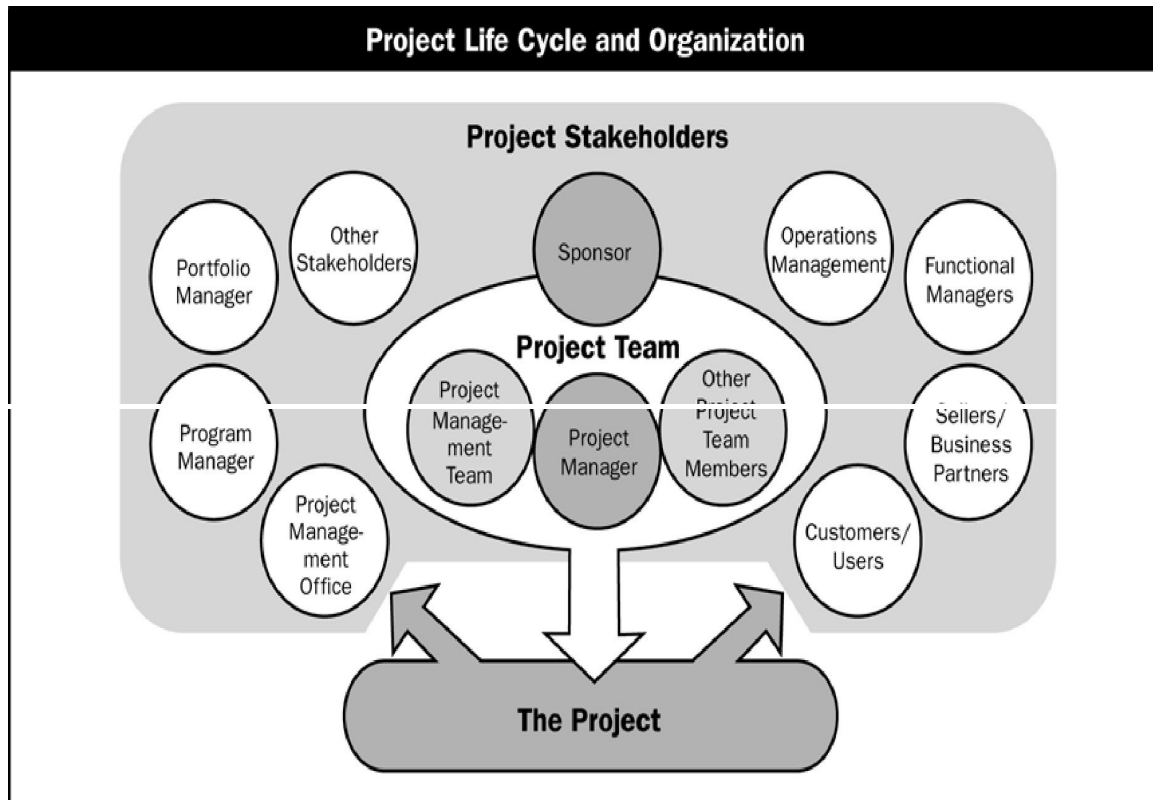 Project Life Cycle and Organization
Project Stakeholders
Portfolio
Manager
Other
Stakeholders
Sponsor
Operations
Management
Functional
Managers
Project Team
Program
Manager
Project
Manage-
ment
Office
Project
Manage-
ment
Team
Project
Manager
Other
Project
Team
Members
Sellers/
Business
Partners
Customers/
Users
The Project